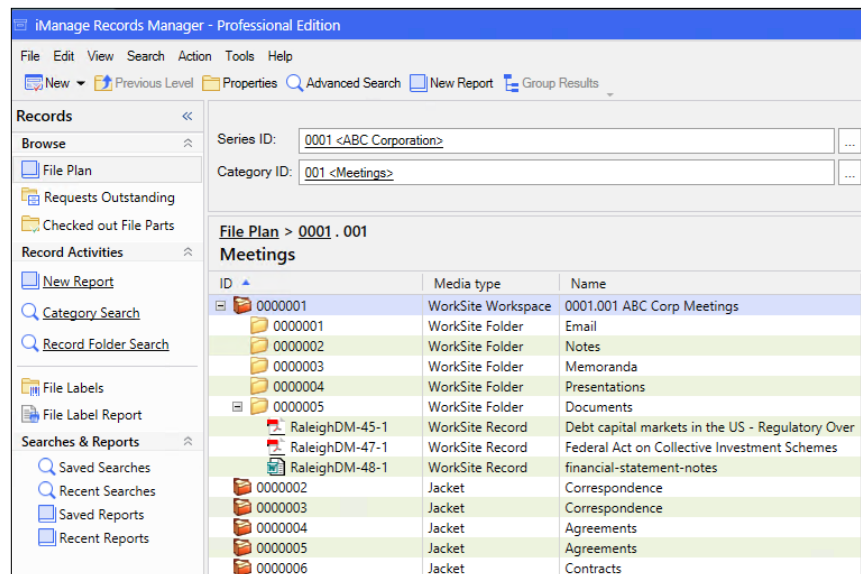 iManage Records Manager - Professional Edition
File Edit View Search Action Tools Help
New Previous Level Properties Advanced Search New Report Group Results
Records «
Browse
File Plan
Requests Outstanding
Checked out File Parts
Record Activities
New Report
Category Search
Record Folder Search
File Labels
File Label Report
Searches & Reports
Saved Searches
Recent Searches
Saved Reports
Recent Reports
Series ID: 0001 <ABC Corporation> ...
Category ID: 001 <Meetings> ...
File Plan > 0001 . 001
Meetings
ID Media type Name
0000001 WorkSite Workspace 0001.001 ABC Corp Meetings
0000001 WorkSite Folder Email
0000002 WorkSite Folder Notes
0000003 WorkSite Folder Memoranda
0000004 WorkSite Folder Presentations
0000005 WorkSite Folder Documents
RaleighDM-45-1 WorkSite Record Debt capital markets in the US - Regulatory Over
RaleighDM-47-1 WorkSite Record Federal Act on Collective Investment Schemes
RaleighDM-48-1 WorkSite Record financial-statement-notes
0000002 Jacket Correspondence
0000003 Jacket Correspondence
0000004 Jacket Agreements
0000005 Jacket Agreements
0000006 Jacket Contracts